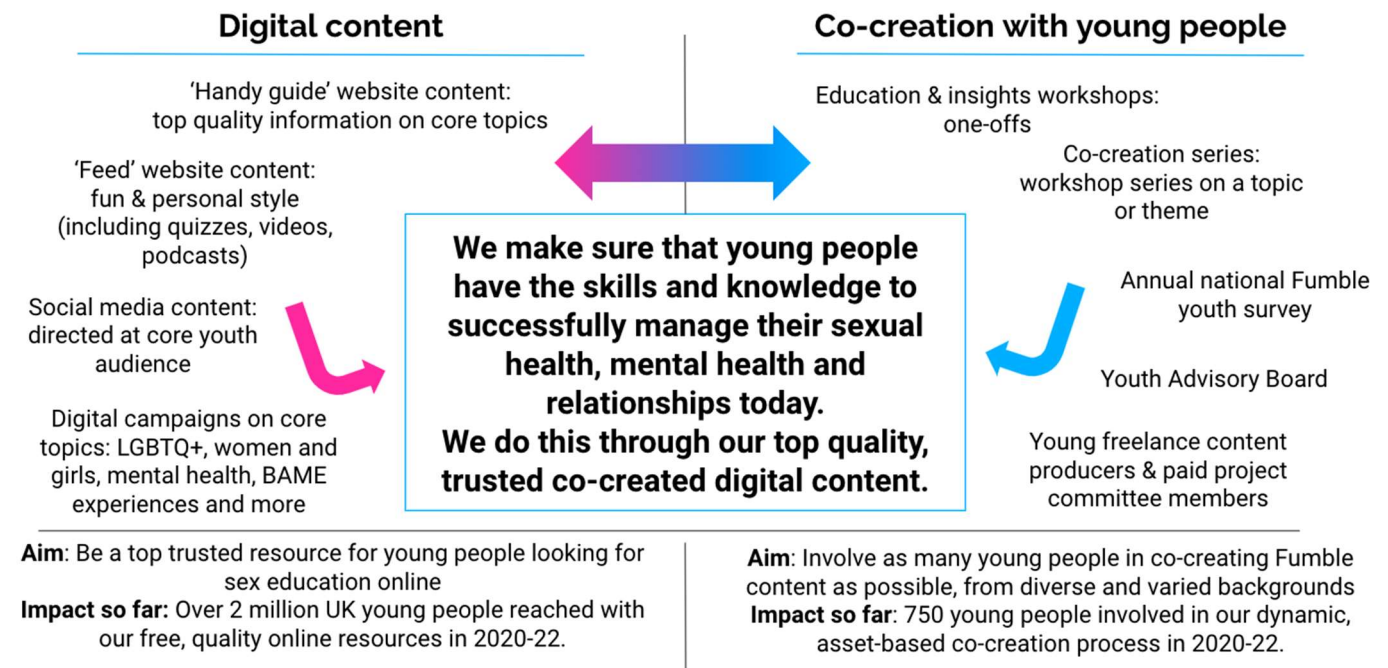 Digital content
‘Handy guide’ website content:
top quality information on core topics
‘Feed’ website content:
fun & personal style
(including quizzes, videos,
podcasts)
Social media content:
directed at core youth
audience
Digital campaigns on core
topics: LGBTQ+, women and
girls, mental health, BAME
experiences and more
Co-creation with young people
Education & insights workshops:
one-offs
Co-creation series:
workshop series on a topic
or theme
Annual national Fumble
youth survey
Youth Advisory Board
Young freelance content
producers & paid project
committee members
We make sure that young people
have the skills and knowledge to
successfully manage their sexual
health, mental health and
relationships today.
We do this through our top quality,
trusted co-created digital content.
Aim: Be a top trusted resource for young people looking for
sex education online
Impact so far: Over 2 million UK young people reached with
our free, quality online resources in 2020-22.
Aim: Involve as many young people in co-creating Fumble
content as possible, from diverse and varied backgrounds
Impact so far: 750 young people involved in our dynamic,
asset-based co-creation process in 2020-22.